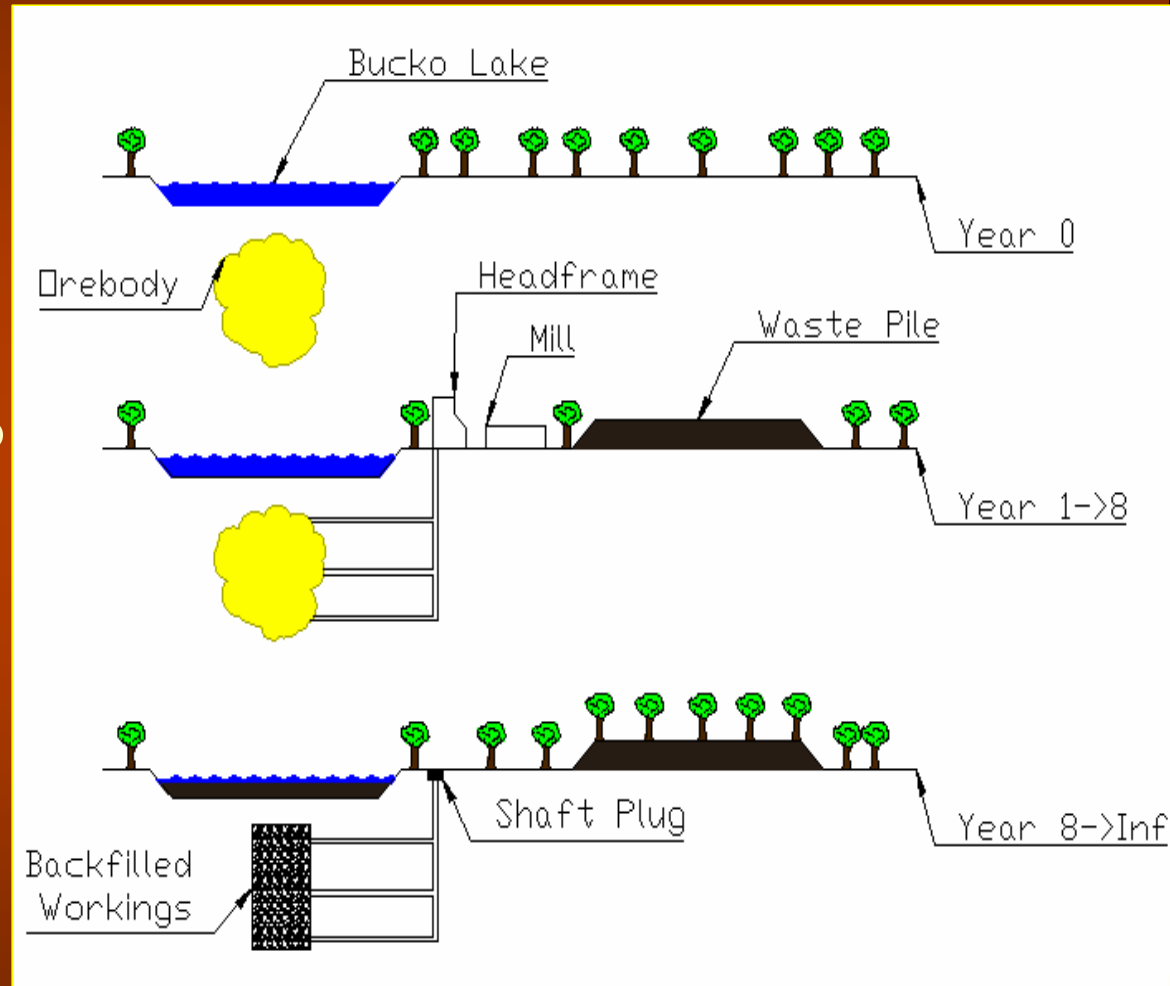 Bucko Lake
Year 0
Orebody
Headframe
Waste Pile
Mill
Year 1->8
Shaft Plug
Year 8->Inf
Backfilled
Workings